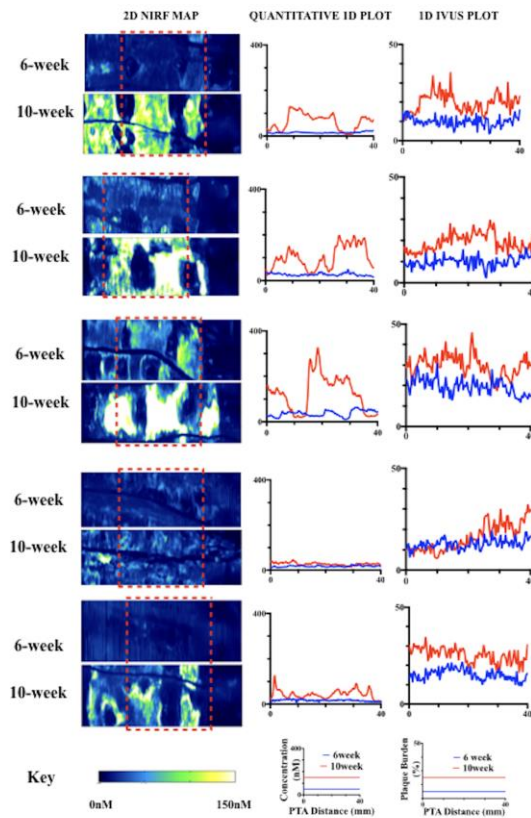 2D NIRF MAP QUANTITATIVE 1D PLOT 1D IVUS PLOT
400 50
6-week
10-week
0 0
0 40 0 40
400 50
6-week
10-week
0 0
0 40 0 40
400 50
6-week
10-week
0 0
0 40 0 40
400 50
6-week
10-week
0 0
0 40 0 40
400 50
6-week
10-week
0 0
0 40 0 40
Key
0nM 150nM
Concentration (nM)
400
0
6week
10week
0 40
PTA Distance (mm)
Plaque Burden (%)
50
0
6 week
10week
0 40
PTA Distance (mm)